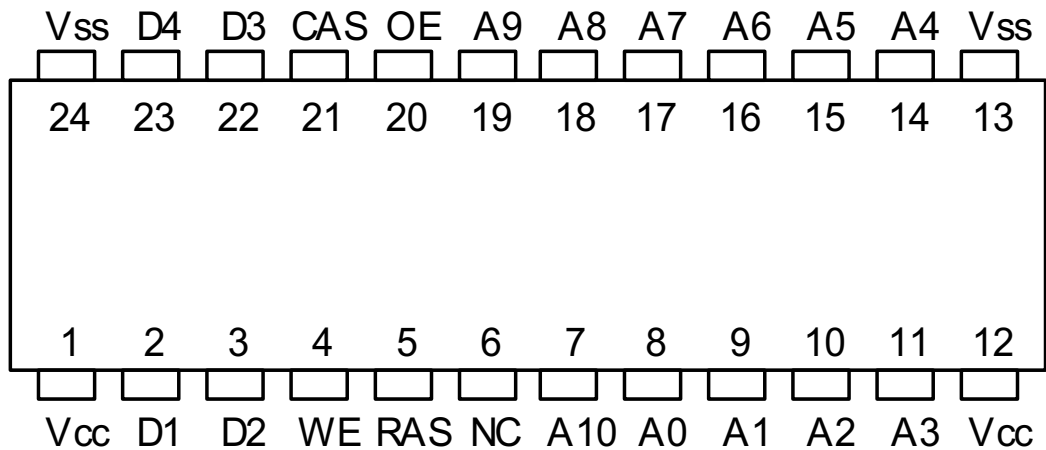 Vss D4 D3 CAS OE A9 A8 A7 A6 A5 A4 Vss
24 23 22 21 20 19 18 17 16 15 14 13
1 2 3 4 5 6 7 8 9 10 11 12
Vcc D1 D2 WE RAS NC A10 A0 A1 A2 A3 Vcc